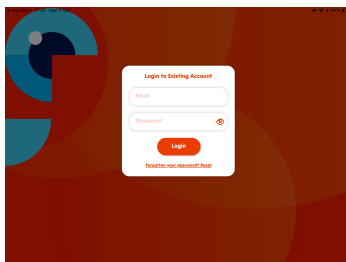 Login to Existing Account
Email
Password
Login
Forgotten your password? Reset